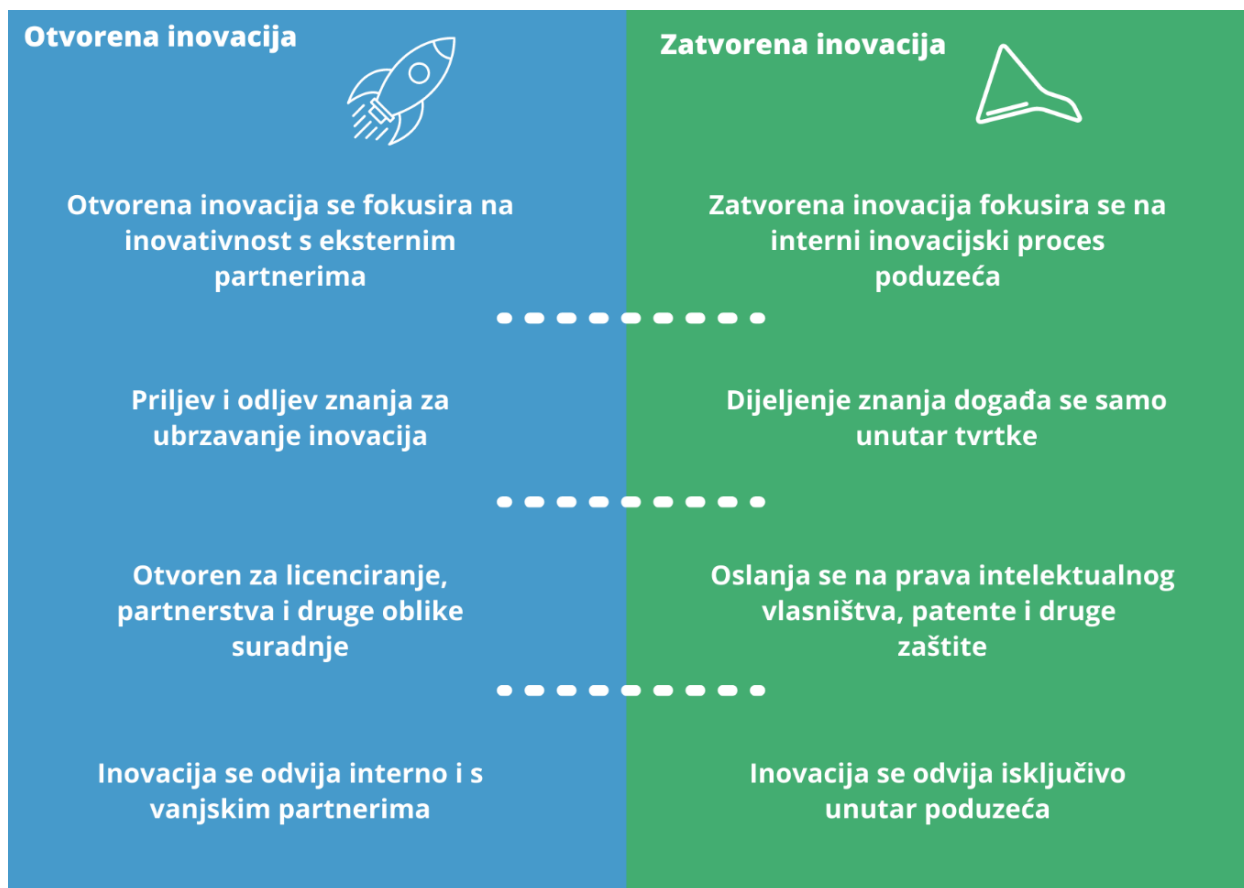 Otvorena inovacija
Otvorena inovacija se fokusira na
inovativnost s eksternim
partnerima
Priljev i odljev znanja za
ubrzavanje inovacija
Otvoren za licenciranje,
partnerstva i druge oblike
suradnje
Inovacija se odvija interno i s
vanjskim partnerima
Zatvorena inovacija
Zatvorena inovacija fokusira se na
interni inovacijski proces
poduzeća
Dijeljenje znanja događa se samo
unutar tvrtke
Oslanja se na prava intelektualnog
vlasništva, patente i druge
zaštite
Inovacija se odvija isključivo
unutar poduzeća